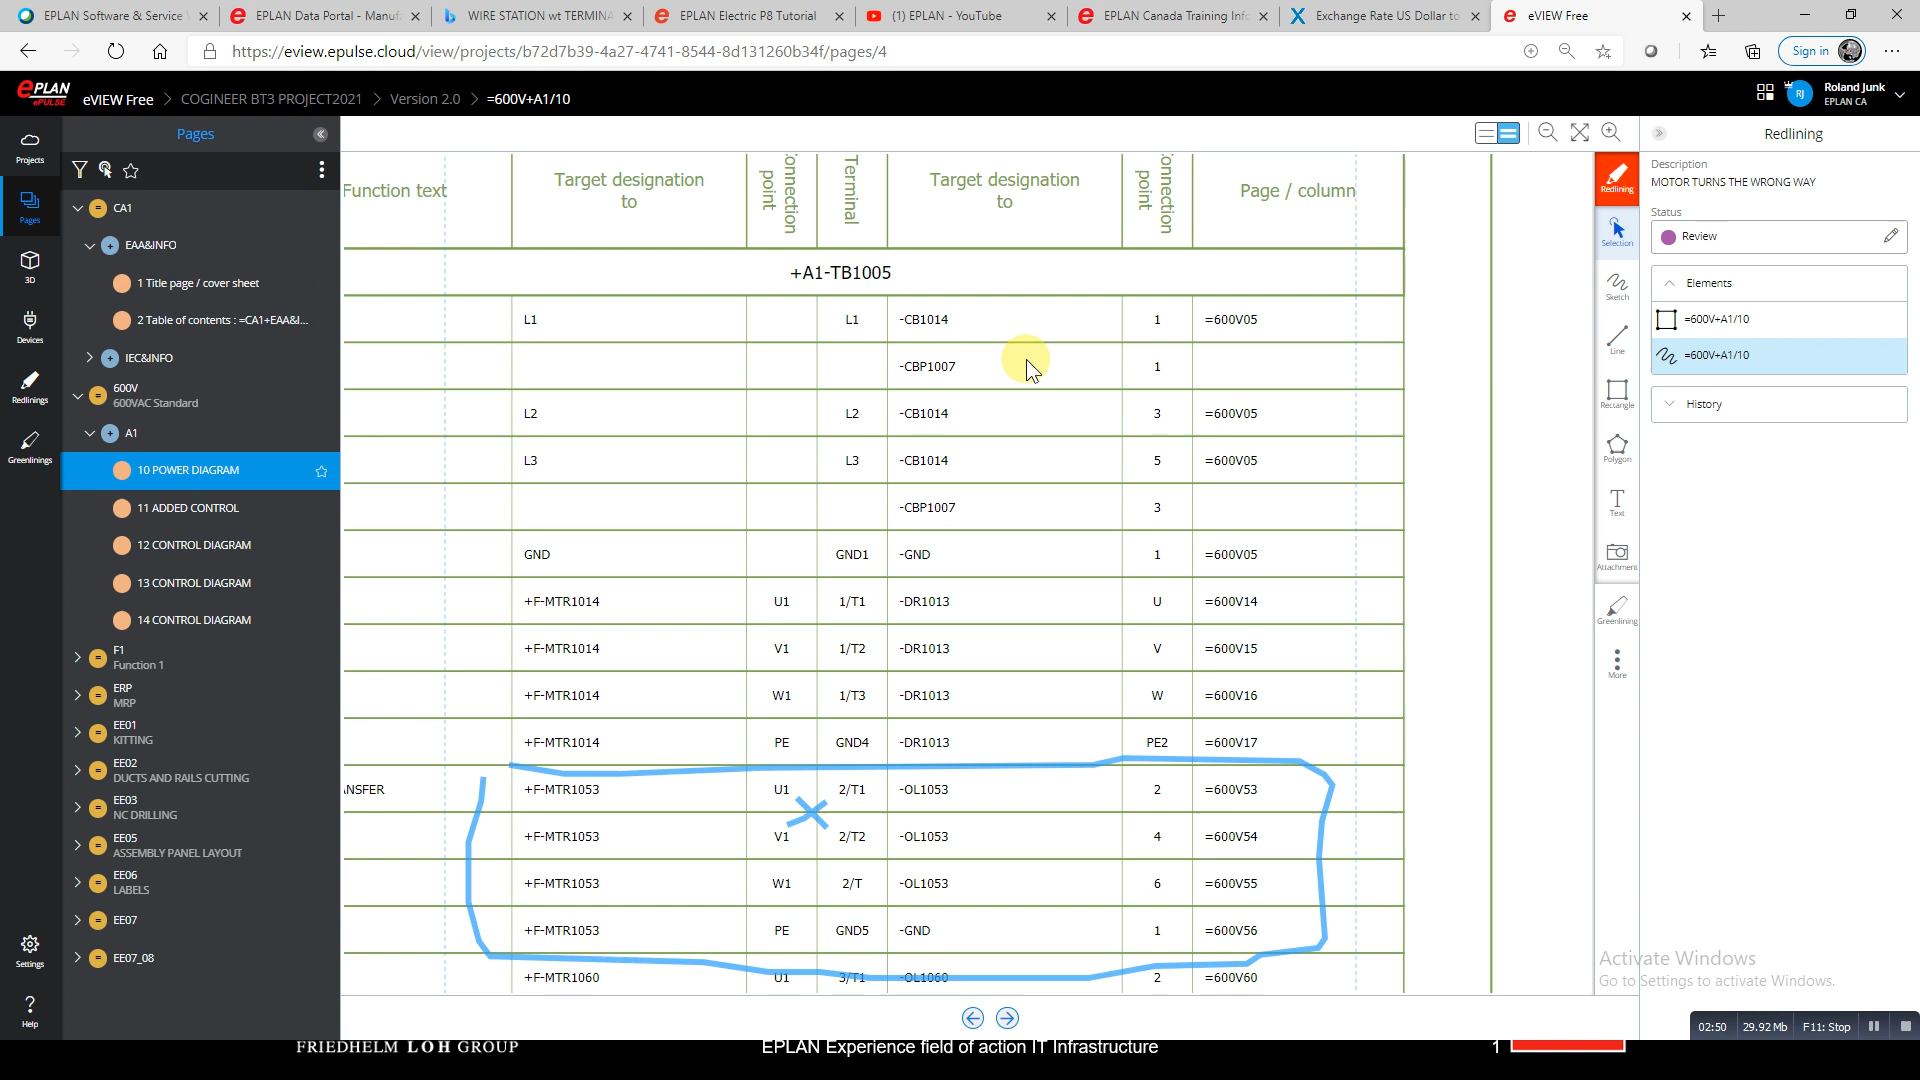 EPLAN Software & Service
EPLAN Data Portal - Manuf
WIRE STATION wt TERMIN
EPLAN Electric P8 Tutorial
(1) EPLAN - YouTube
EPLAN Canada Training Info
Exchange Rate US Dollar to
eVIEW Free
https://eview.epulse.cloud/view/projects/b72d7b39-4a27-4741-8544-8d131260b34f/pages/4
Sign in
ePLAN
ePULSE
eVIEW Free > COGINEER BT3 PROJECT2021 > Version 2.0 > =600V+A1/10
RJ
Roland Junk
EPLAN CA
Projects
Pages
3D
Devices
Redlinings
Greenlinings
Settings
Help
Pages
CA1
EAA&INFO
1 Title page / cover sheet
2 Table of contents : =CA1+EAA&I...
IEC&INFO
600V
600VAC Standard
A1
10 POWER DIAGRAM
11 ADDED CONTROL
12 CONTROL DIAGRAM
13 CONTROL DIAGRAM
14 CONTROL DIAGRAM
F1
Function 1
ERP
MRP
EE01
KITTING
EE02
DUCTS AND RAILS CUTTING
EE03
NC DRILLING
EE05
ASSEMBLY PANEL LAYOUT
EE06
LABELS
EE07
EE07_08
Function text
Target designation
to
onnection
point
Terminal
Target designation
to
onnection
point
Page / column
+A1-TB1005
L1 L1 -CB1014 1 =600V05
-CBP1007 1
L2 L2 -CB1014 3 =600V05
L3 L3 -CB1014 5 =600V05
-CBP1007 3
GND GND1 -GND 1 =600V05
+F-MTR1014 U1 1/T1 -DR1013 U =600V14
+F-MTR1014 V1 1/T2 -DR1013 V =600V15
+F-MTR1014 W1 1/T3 -DR1013 W =600V16
+F-MTR1014 PE GND4 -DR1013 PE2 =600V17
NSFER +F-MTR1053 U1 2/T1 -OL1053 2 =600V53
+F-MTR1053 V1 2/T2 -OL1053 4 =600V54
+F-MTR1053 W1 2/T -OL1053 6 =600V55
+F-MTR1053 PE GND5 -GND 1 =600V56
+F-MTR1060 U1 3/T1 -OL1060 2 =600V60
Redlining
Selection
Sketch
Line
Rectangle
Polygon
Text
Attachment
Greenlining
More
Redlining
Description
MOTOR TURNS THE WRONG WAY
Status
Review
Elements
=600V+A1/10
=600V+A1/10
History
Activate Windows
Go to Settings to activate Windows.
02:50 29.92 Mb F11: Stop
FRIEDHELM LOH GROUP
EPLAN Experience field of action IT Infrastructure
1